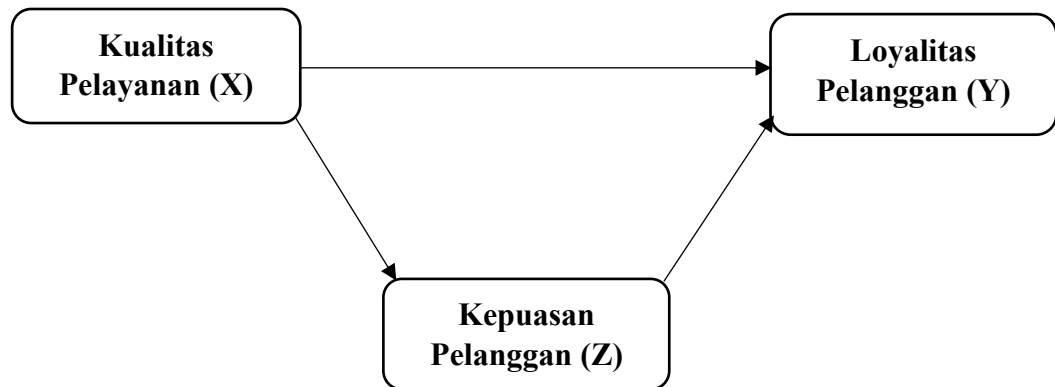 Kualitas
Pelayanan (X)
Loyalitas
Pelanggan (Y)
Kepuasan
Pelanggan (Z)